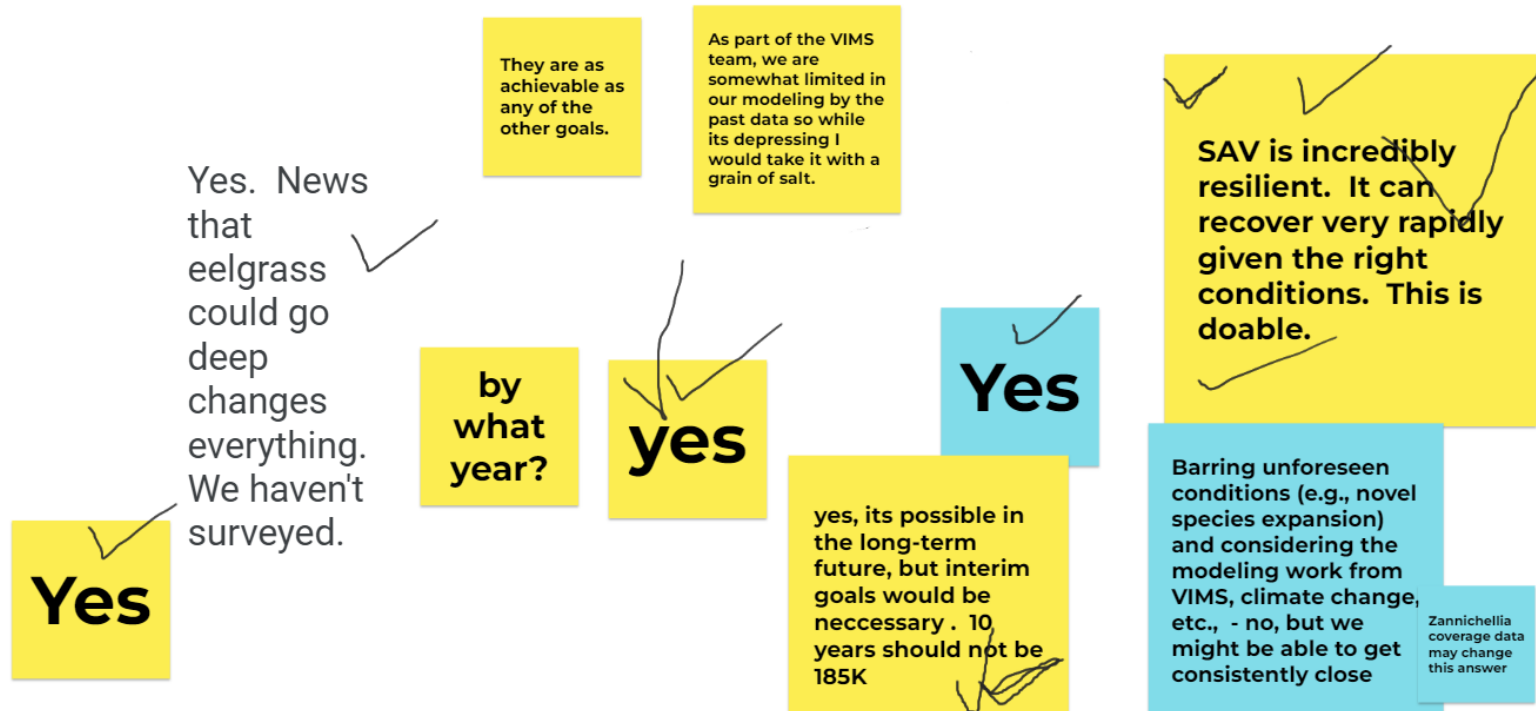 They are as
achievable as
any of the
other goals.
As part of the VIMS
team, we are
somewhat limited in
our modeling by the
past data so while
its depressing I
would take it with a
grain of salt.
SAV is incredibly
resilient.  It can
recover very rapidly
given the right
conditions.  This is
doable.
Yes.  News
that
eelgrass
could go
deep
changes
everything.
We haven't
surveyed.
by
what
year?
yes
Yes
Yes
yes, its possible in
the long-term
future, but interim
goals would be
neccessary .  10
years should not be
185K
Barring unforeseen
conditions (e.g., novel
species expansion)
and considering the
modeling work from
VIMS, climate change,
etc.,  - no, but we
might be able to get
consistently close
Zannichellia
coverage data
may change
this answer